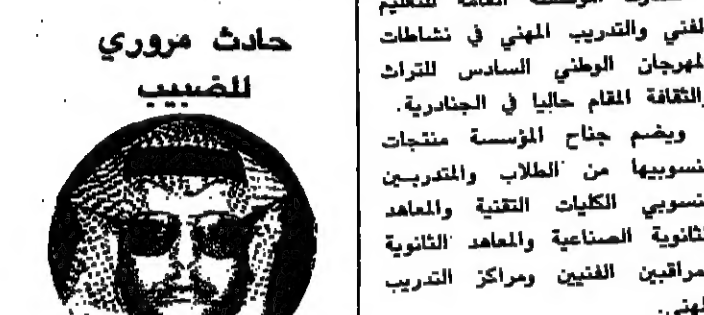 الفني والتدريب المهني في نشاطات
المهرجان الوطني السادس للتراث
والثقافة المقام حاليا في الجنادرية.
ويضم جناح المؤسسة منتجات
منسوبيها من الطلاب والمتدربين
منسوبي الكليات التقنية والمعاهد
الثانوية الصناعية والمعاهد الثانوية
للمراقبين الفنيين ومراكز التدريب
المهني.
حادث مروري
للضبيب